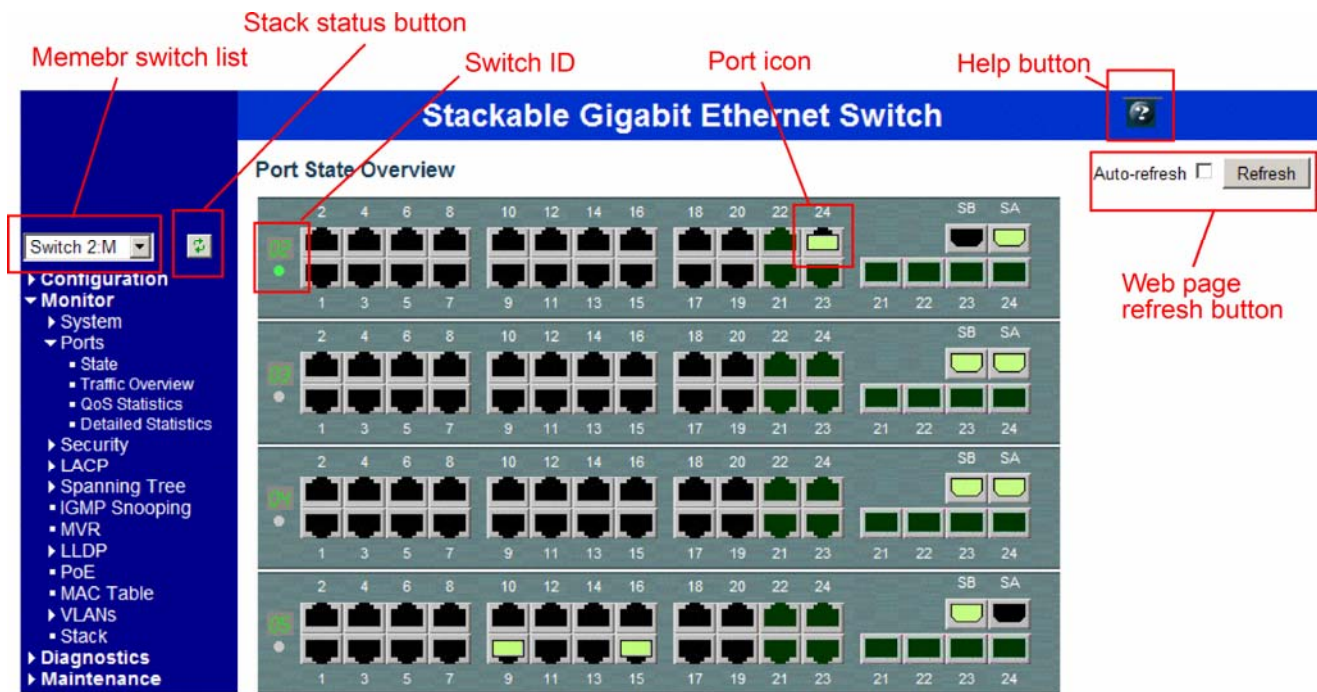 Stack status button
Memebr switch list
Switch ID
Port icon
Help button
Stackable Gigabit Ethernet Switch
?
Port State Overview
Auto-refresh
Refresh
Web page
refresh button
Switch 2:M
Configuration
Monitor
System
Ports
State
Traffic Overview
QoS Statistics
Detailed Statistics
Security
LACP
Spanning Tree
IGMP Snooping
MVR
LLDP
PoE
MAC Table
VLANs
Stack
Diagnostics
Maintenance
2 4 6 8 10 12 14 16 18 20 22 24 SB SA
02
1 3 5 7 9 11 13 15 17 19 21 23 21 22 23 24
2 4 6 8 10 12 14 16 18 20 22 24 SB SA
03
1 3 5 7 9 11 13 15 17 19 21 23 21 22 23 24
2 4 6 8 10 12 14 16 18 20 22 24 SB SA
04
1 3 5 7 9 11 13 15 17 19 21 23 21 22 23 24
2 4 6 8 10 12 14 16 18 20 22 24 SB SA
05
1 3 5 7 9 11 13 15 17 19 21 23 21 22 23 24